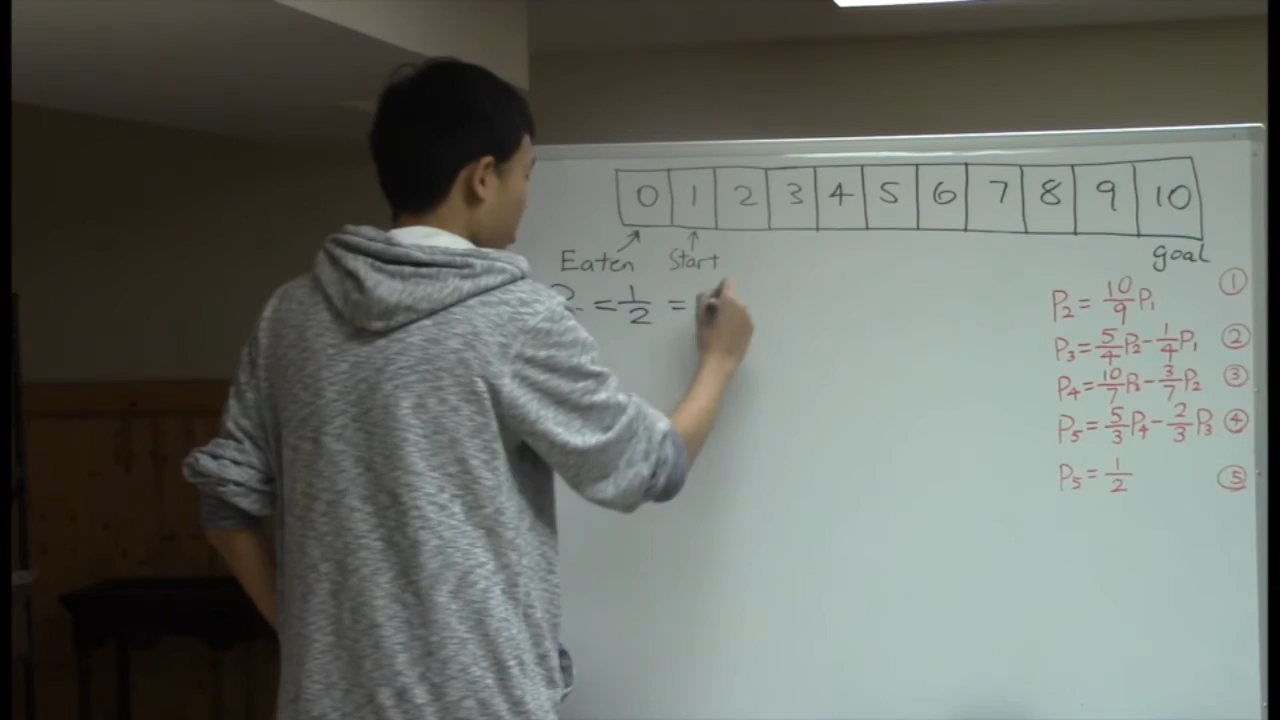 0 1 2 3 4 5 6 7 8 9 10
Eaten Start goal
< 1/2 =
P₂ = 10/9 P₁ ①
P₃ = 5/4 P₂ - 1/4 P₁ ②
P₄ = 10/7 P₃ - 3/7 P₂ ③
P₅ = 5/3 P₄ - 2/3 P₃ ④
P₅ = 1/2 ⑤